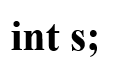 int s;